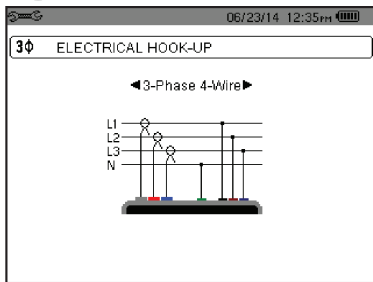 06/23/14 12:35PM
3Φ ELECTRICAL HOOK-UP
◄3-Phase 4-Wire►
L1
L2
L3
N